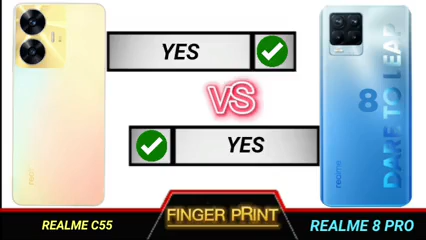 YES
VS
YES
8
DARE TO LEAP
realme
FINGER PRINT
REALME C55
REALME 8 PRO